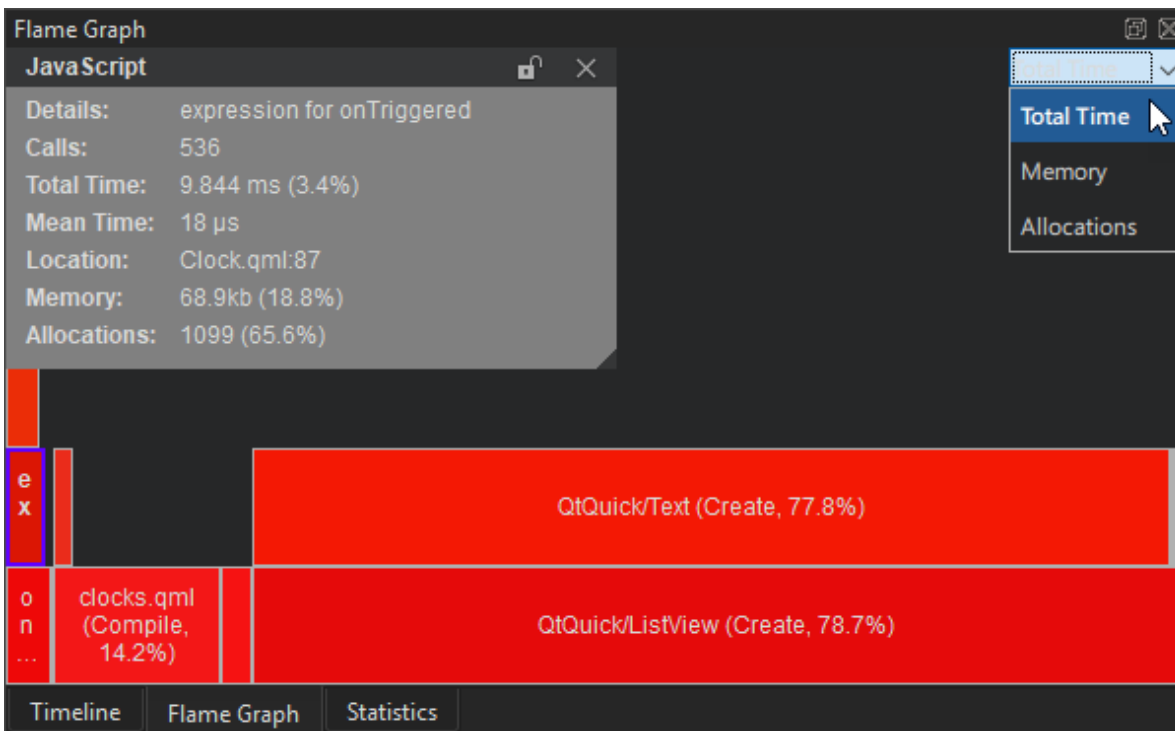 Flame Graph
JavaScript
Details: expression for onTriggered
Calls: 536
Total Time: 9.844 ms (3.4%)
Mean Time: 18 µs
Location: Clock.qml:87
Memory: 68.9kb (18.8%)
Allocations: 1099 (65.6%)
Total Time
Total Time
Memory
Allocations
e
x
QtQuick/Text (Create, 77.8%)
o
n
...
clocks.qml
(Compile,
14.2%)
QtQuick/ListView (Create, 78.7%)
Timeline
Flame Graph
Statistics